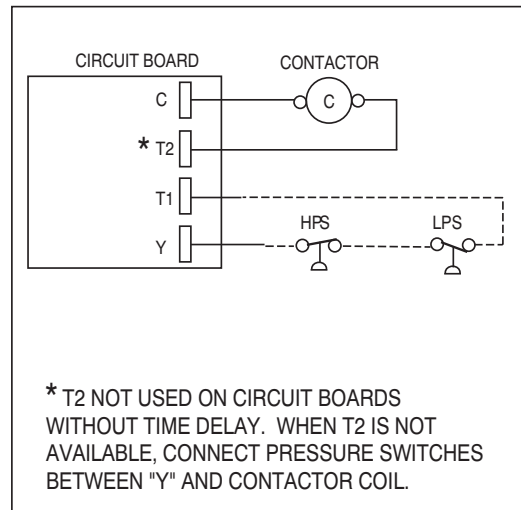 CIRCUIT BOARD
CONTACTOR
C
C
* T2
T1
HPS
LPS
Y
* T2 NOT USED ON CIRCUIT BOARDS
WITHOUT TIME DELAY. WHEN T2 IS NOT
AVAILABLE, CONNECT PRESSURE SWITCHES
BETWEEN "Y" AND CONTACTOR COIL.